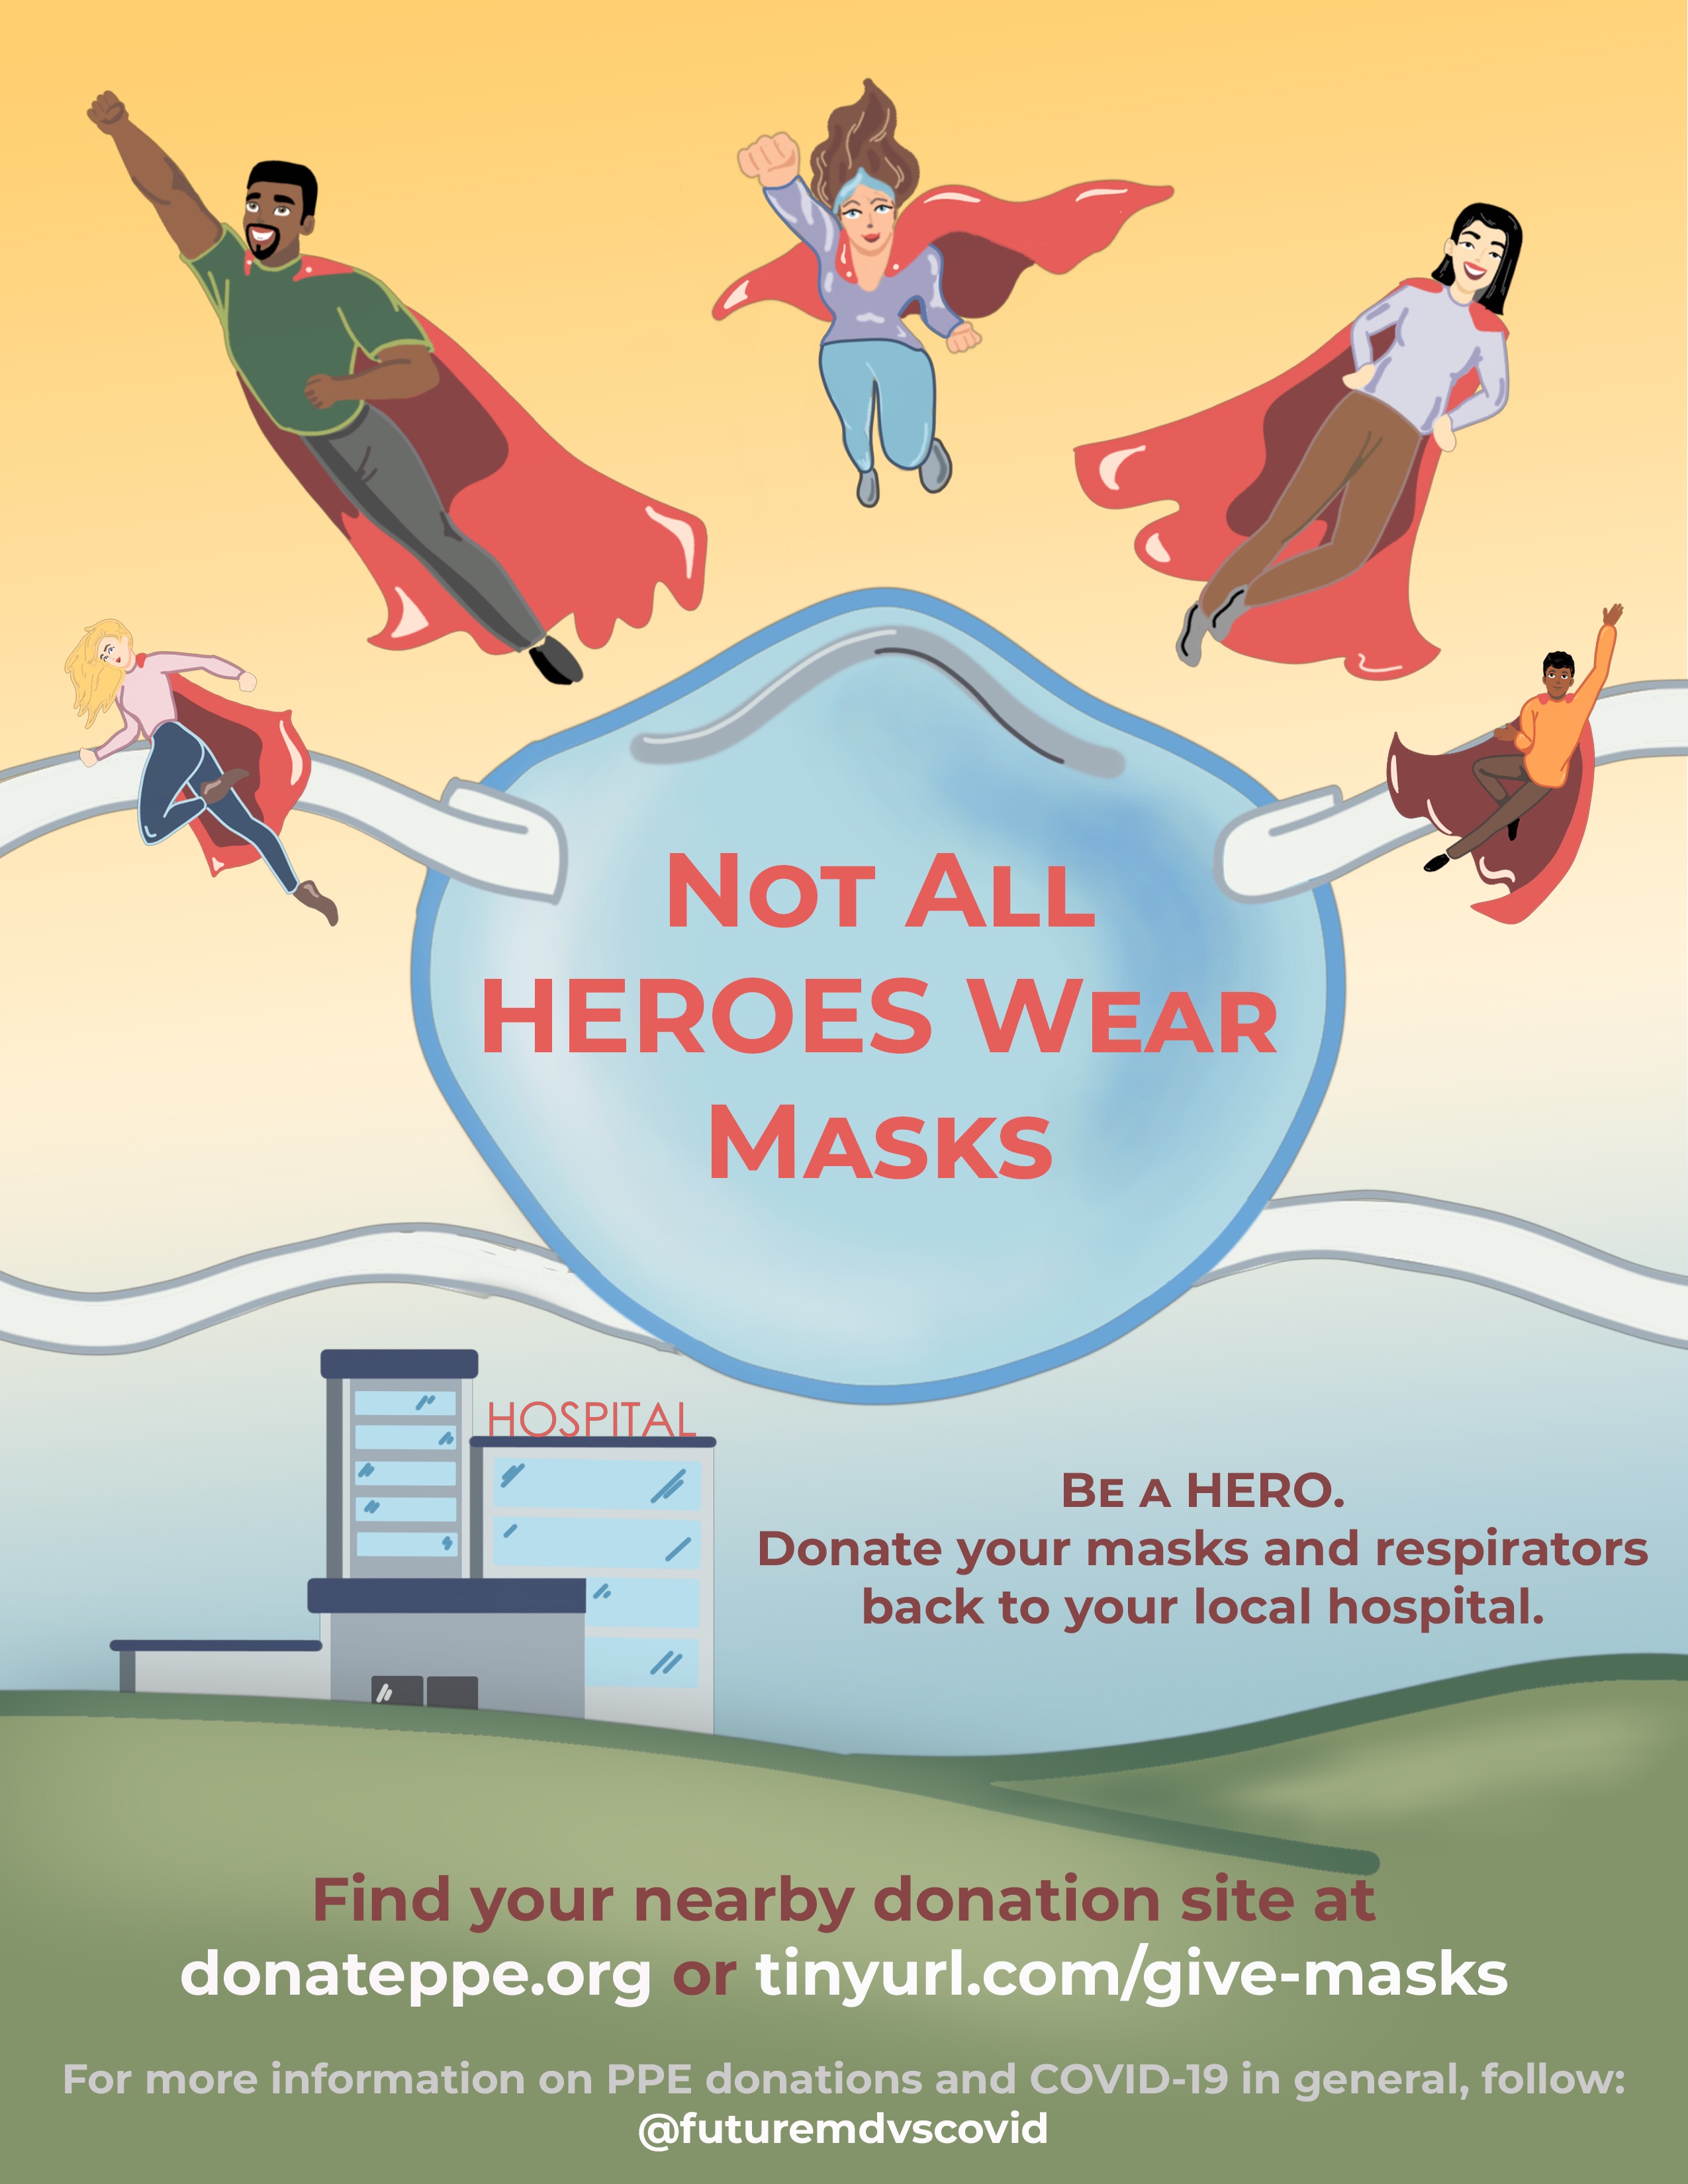 NOT ALL
HEROES WEAR
MASKS
HOSPITAL
BE A HERO.
Donate your masks and respirators
back to your local hospital.
Find your nearby donation site at
donateppe.org or tinyurl.com/give-masks
For more information on PPE donations and COVID-19 in general, follow:
@futuremdvscovid